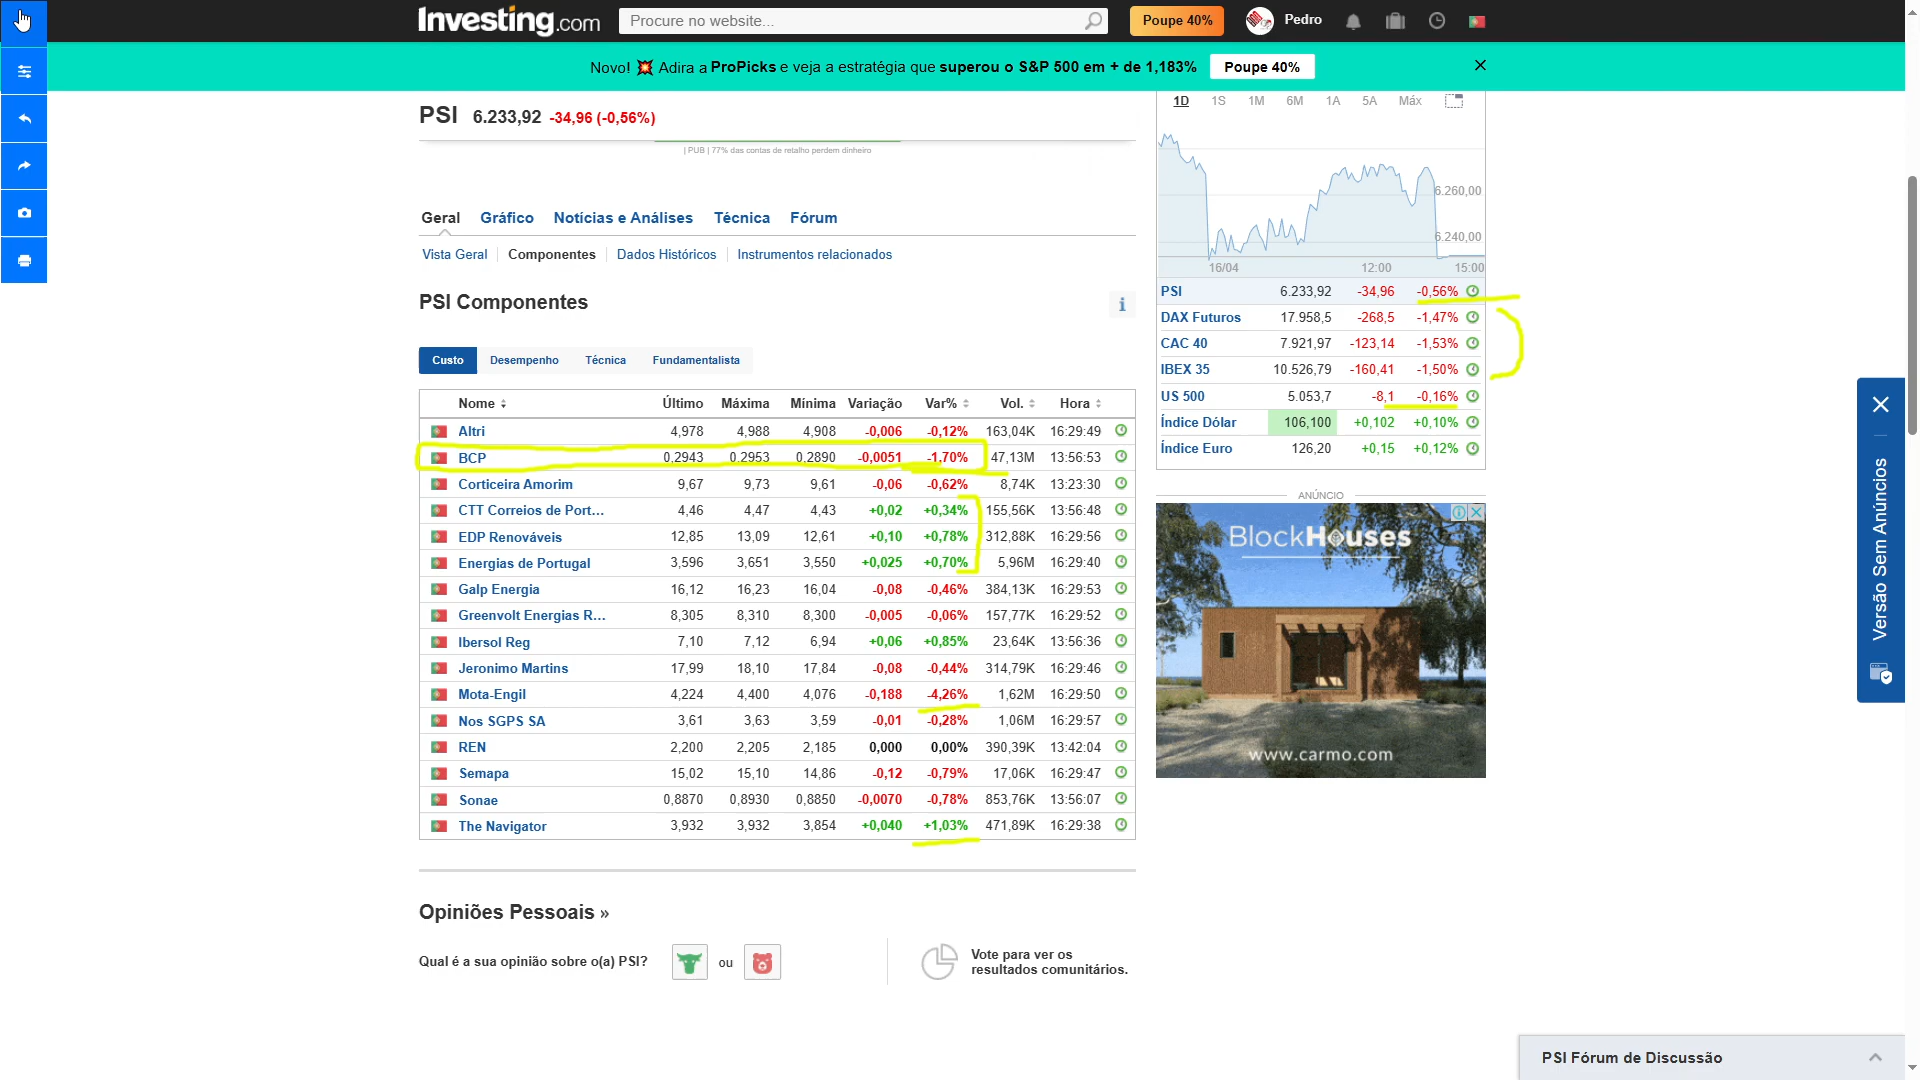 Investing.com
Procure no website...
Poupe 40%
Pedro
Novo! 💥 Adira a ProPicks e veja a estratégia que superou o S&P 500 em + de 1,183%
Poupe 40%
PSI 6.233,92 -34,96 (-0,56%)
| PUB | 77% das contas de retalho perdem dinheiro
Geral Gráfico Notícias e Análises Técnica Fórum
Vista Geral Componentes Dados Históricos Instrumentos relacionados
PSI Componentes
Custo Desempenho Técnica Fundamentalista
Nome Último Máxima Mínima Variação Var% Vol. Hora
Altri 4,978 4,988 4,908 -0,006 -0,12% 163,04K 16:29:49
BCP 0,2943 0,2953 0,2890 -0,0051 -1,70% 47,13M 13:56:53
Corticeira Amorim 9,67 9,73 9,61 -0,06 -0,62% 8,74K 13:23:30
CTT Correios de Port... 4,46 4,47 4,43 +0,02 +0,34% 155,56K 13:56:48
EDP Renováveis 12,85 13,09 12,61 +0,10 +0,78% 312,88K 16:29:56
Energias de Portugal 3,596 3,651 3,550 +0,025 +0,70% 5,96M 16:29:40
Galp Energia 16,12 16,23 16,04 -0,08 -0,46% 384,13K 16:29:53
Greenvolt Energias R... 8,305 8,310 8,300 -0,005 -0,06% 157,77K 16:29:52
Ibersol Reg 7,10 7,12 6,94 +0,06 +0,85% 23,64K 13:56:36
Jeronimo Martins 17,99 18,10 17,84 -0,08 -0,44% 314,79K 16:29:46
Mota-Engil 4,224 4,400 4,076 -0,188 -4,26% 1,62M 16:29:50
Nos SGPS SA 3,61 3,63 3,59 -0,01 -0,28% 1,06M 16:29:57
REN 2,200 2,205 2,185 0,000 0,00% 390,39K 13:42:04
Semapa 15,02 15,10 14,86 -0,12 -0,79% 17,06K 16:29:47
Sonae 0,8870 0,8930 0,8850 -0,0070 -0,78% 853,76K 13:56:07
The Navigator 3,932 3,932 3,854 +0,040 +1,03% 471,89K 16:29:38
Opiniões Pessoais »
Qual é a sua opinião sobre o(a) PSI?
ou
Vote para ver os
resultados comunitários.
1D 1S 1M 6M 1A 5A Máx
6.260,00
6.240,00
16/04 12:00 15:00
PSI 6.233,92 -34,96 -0,56%
DAX Futuros 17.958,5 -268,5 -1,47%
CAC 40 7.921,97 -123,14 -1,53%
IBEX 35 10.526,79 -160,41 -1,50%
US 500 5.053,7 -8,1 -0,16%
Índice Dólar 106,100 +0,102 +0,10%
Índice Euro 126,20 +0,15 +0,12%
ANÚNCIO
BlockHouses
www.carmo.com
Versão Sem Anúncios
PSI Fórum de Discussão